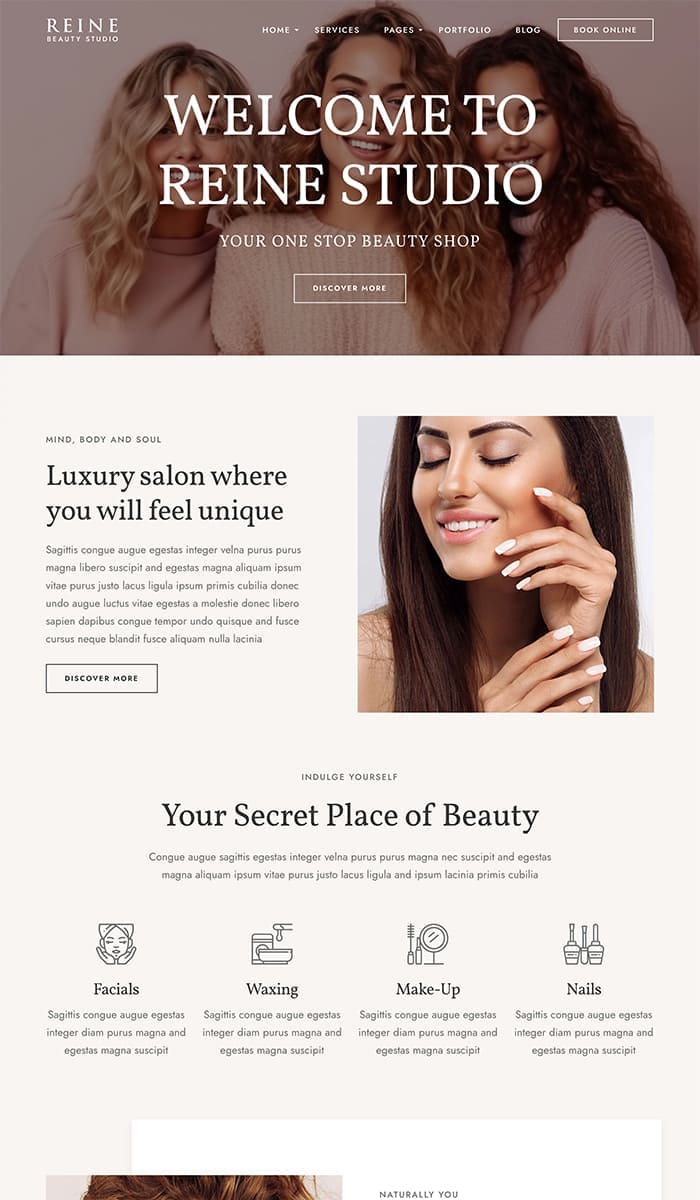 REINE
BEAUTY STUDIO
HOME
SERVICES
PAGES
PORTFOLIO
BLOG
BOOK ONLINE
WELCOME TO
REINE STUDIO
YOUR ONE STOP BEAUTY SHOP
DISCOVER MORE
MIND, BODY AND SOUL
Luxury salon where
you will feel unique
Sagittis congue augue egestas integer velna purus purus
magna libero suscipit and egestas magna aliquam ipsum
vitae purus justo lacus ligula ipsum primis cubilia donec
undo augue luctus vitae egestas a molestie donec libero
sapien dapibus congue tempor undo quisque and fusce
cursus neque blandit fusce aliquam nulla lacinia
DISCOVER MORE
INDULGE YOURSELF
Your Secret Place of Beauty
Congue augue sagittis egestas integer velna purus purus magna nec suscipit and egestas
magna aliquam ipsum vitae purus justo lacus ligula and ipsum lacinia primis cubilia
Facials
Sagittis congue augue egestas
integer diam purus magna and
egestas magna suscipit
Waxing
Sagittis congue augue egestas
integer diam purus magna and
egestas magna suscipit
Make-Up
Sagittis congue augue egestas
integer diam purus magna and
egestas magna suscipit
Nails
Sagittis congue augue egestas
integer diam purus magna and
egestas magna suscipit
NATURALLY YOU